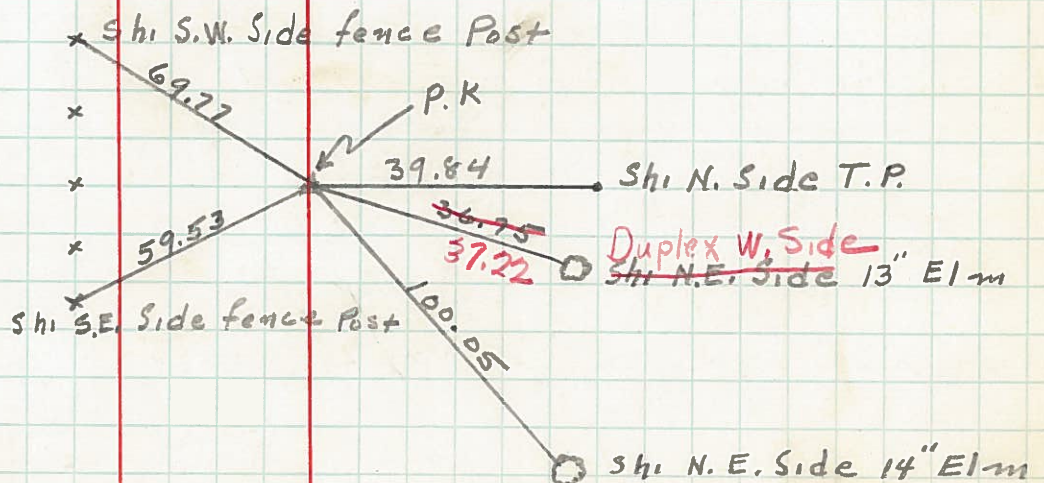 Shi S.W. Side fence Post
69.77
P.K
39.84
Shi N. Side T.P.
36.75
37.22
Duplex W. Side
Shi N.E. Side 13" Elm
59.53
Shi S.E. Side fence Post
100.05
Shi N.E. Side 14" Elm